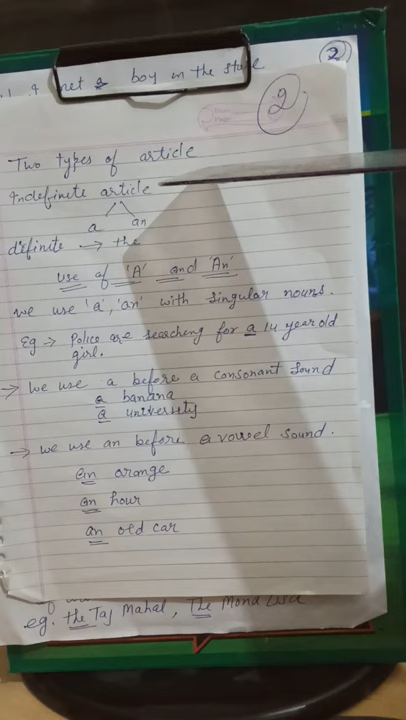 I met a boy in the store
2
2
Two types of article
Indefinite article
a an
definite → the
use of 'A' and 'An'
we use 'a', 'an' with singular nouns.
Eg → Police are searching for a 14 year old
girl.
→ We use a before a consonant sound
a banana
a university
→ we use an before a vowel sound.
an orange
an hour
an old car
eg. the Taj Mahal, The Mona Lisa